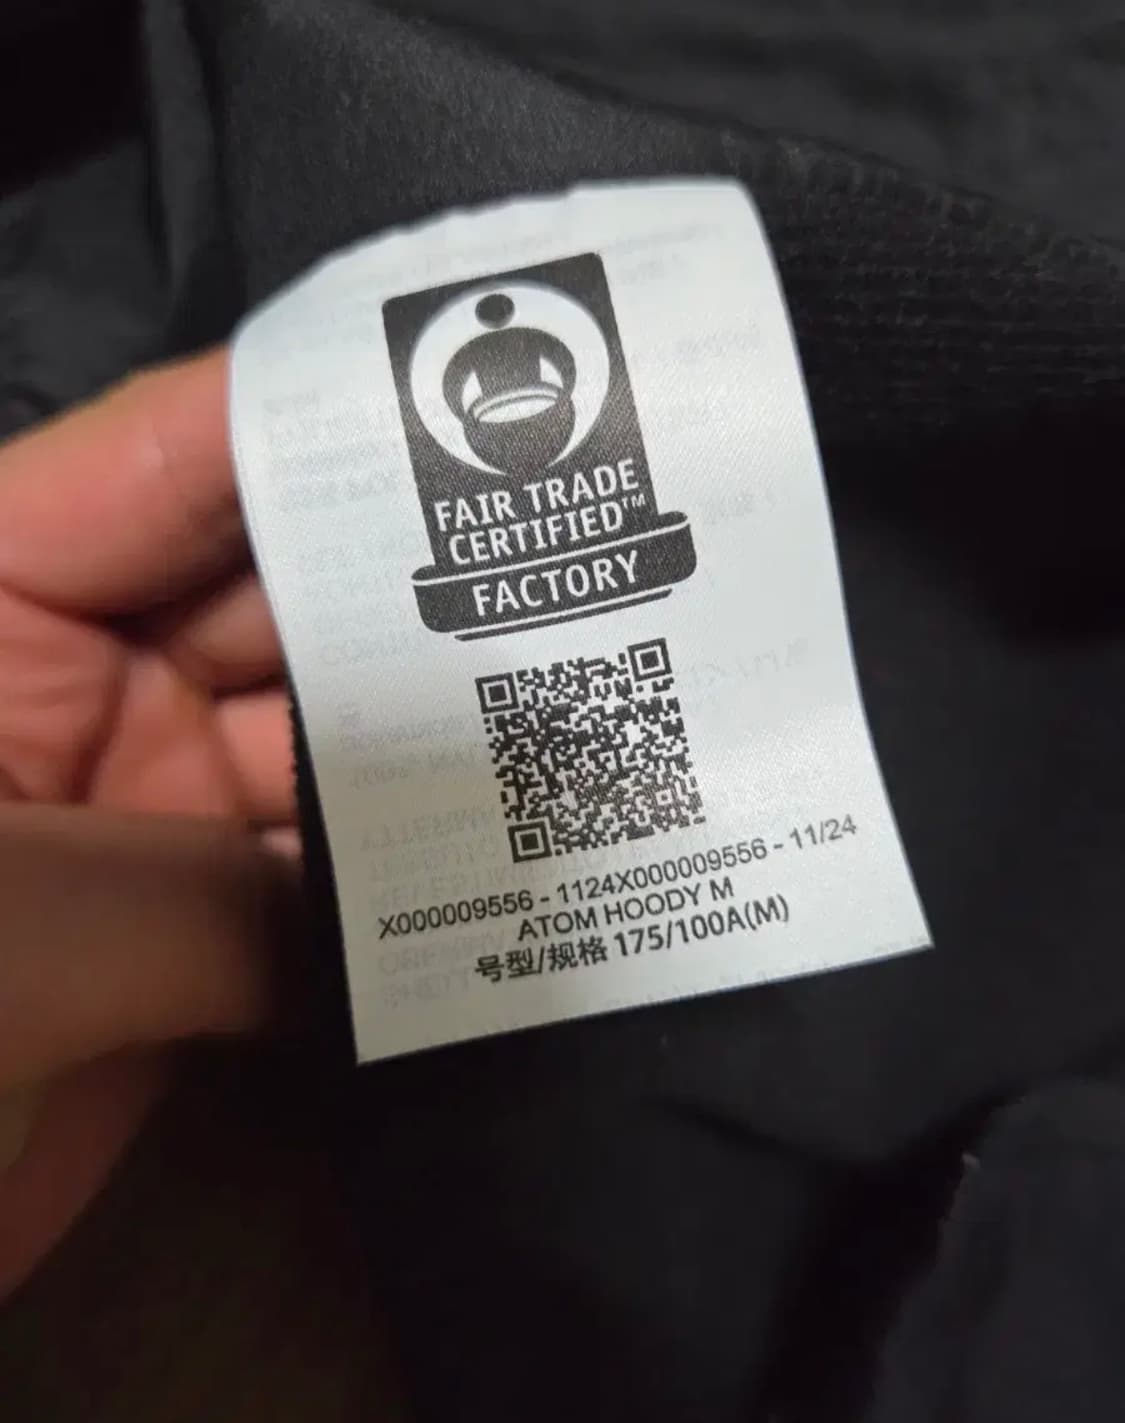 FAIR TRADE
CERTIFIED™
FACTORY
X000009556 - 1124X000009556 - 11/24
ATOM HOODY M
号型/规格 175/100A(M)